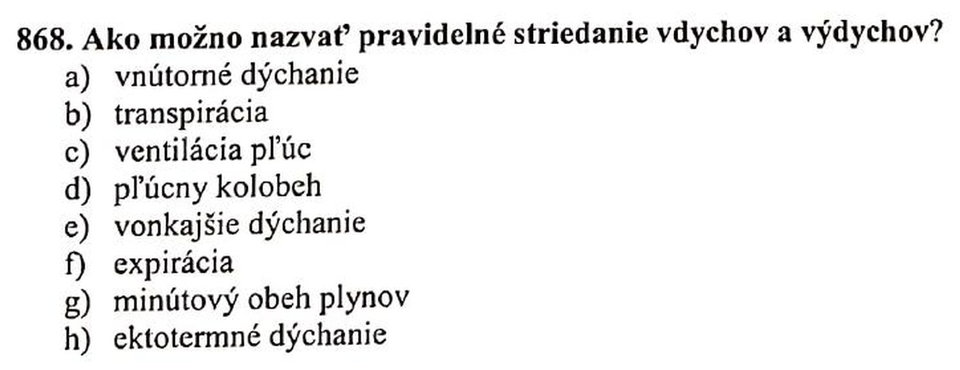 868. Ako možno nazvať pravidelné striedanie vdychov a výdychov?
a) vnútorné dýchanie
b) transpirácia
c) ventilácia pľúc
d) pľúcny kolobeh
e) vonkajšie dýchanie
f) expirácia
g) minútový obeh plynov
h) ektotermné dýchanie